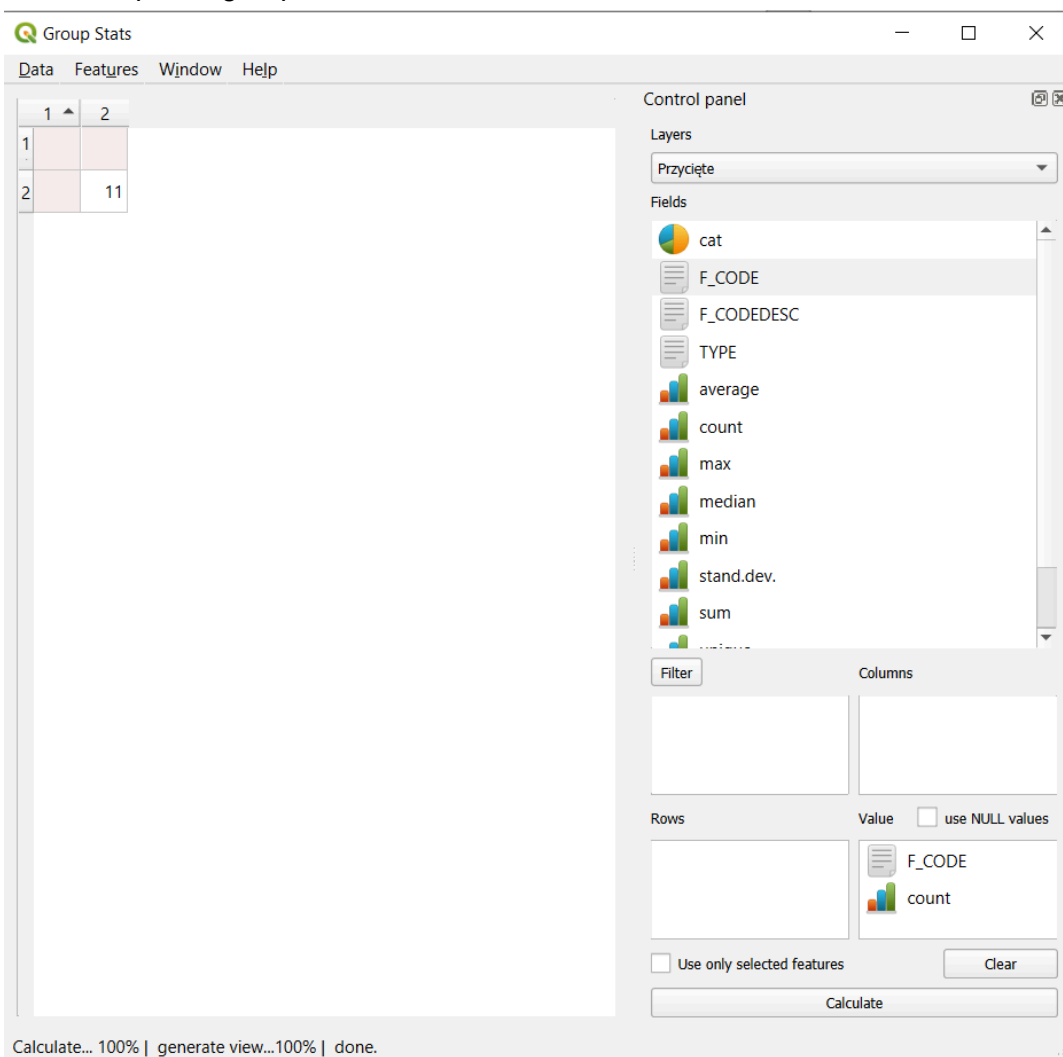 Group Stats
Data Features Window Help
1 2
1
2 11
Control panel
Layers
Przycięte
Fields
cat
F_CODE
F_CODEDESC
TYPE
average
count
max
median
min
stand.dev.
sum
Filter Columns
Rows Value use NULL values
F_CODE
count
Use only selected features Clear
Calculate
Calculate... 100% | generate view...100% | done.